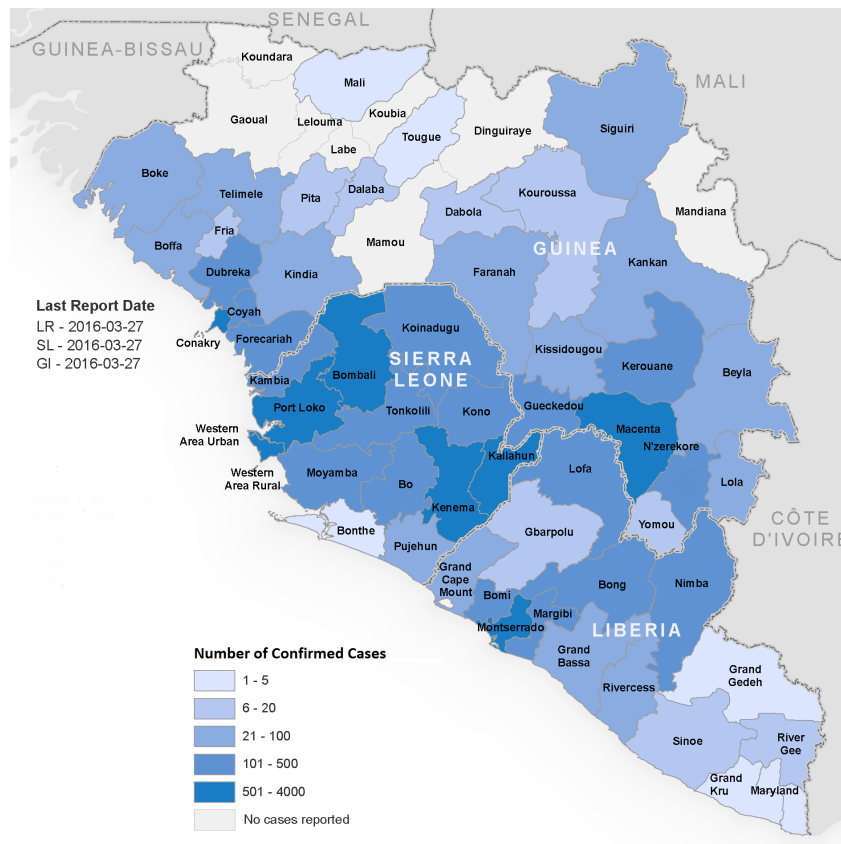 SENEGAL
GUINEA-BISSAU
Koundara
MALI
Mali
Koubia
Gaoual
Lelouma
Siguiri
Tougue
Dinguiraye
Labe
Boke
Telimele
Pita
Dalaba
Kouroussa
Dabola
Mandiana
Fria
Boffa
Mamou
GUINEA
Kankan
Dubreka
Kindia
Faranah
Last Report Date
LR - 2016-03-27
SL - 2016-03-27
GI - 2016-03-27
Coyah
Conakry
Forecariah
Koinadugu
Kissidougou
SIERRA
LEONE
Kerouane
Beyla
Kambia
Bombali
Port Loko
Tonkolili
Kono
Gueckedou
Western
Area Urban
Macenta
N'zerekore
Kailahun
Lofa
Western
Area Rural
Moyamba
Bo
Lola
Kenema
Yomou
CÔTE
D'IVOIRE
Bonthe
Gbarpolu
Pujehun
Grand
Cape
Mount
Bong
Nimba
Bomi
Margibi
Montserrado
LIBERIA
Grand
Bassa
Rivercess
Grand
Gedeh
Sinoe
River
Gee
Grand
Kru
Maryland
Number of Confirmed Cases
1 - 5
6 - 20
21 - 100
101 - 500
501 - 4000
No cases reported